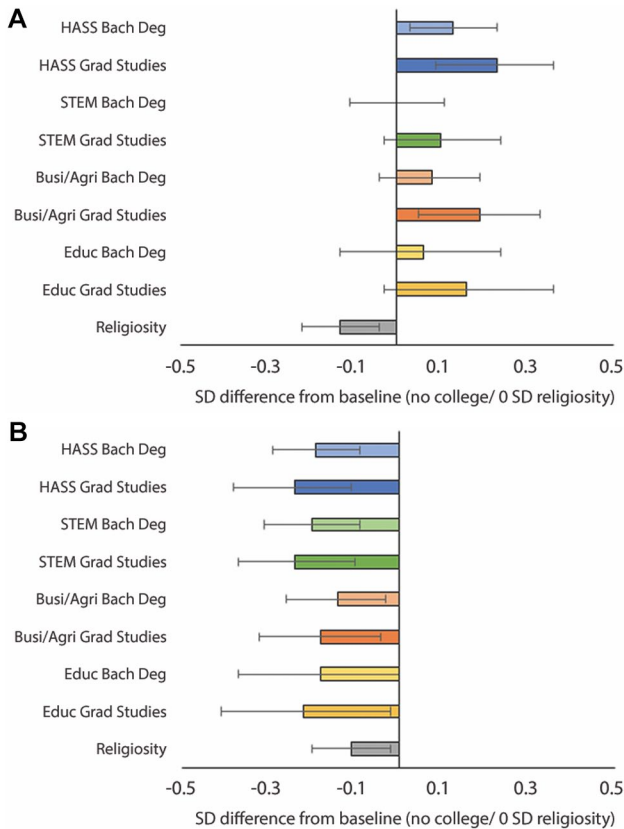 A
HASS Bach Deg
HASS Grad Studies
STEM Bach Deg
STEM Grad Studies
Busi/Agri Bach Deg
Busi/Agri Grad Studies
Educ Bach Deg
Educ Grad Studies
Religiosity
-0.5 -0.3 -0.1 0.1 0.3 0.5
SD difference from baseline (no college/ 0 SD religiosity)
B
HASS Bach Deg
HASS Grad Studies
STEM Bach Deg
STEM Grad Studies
Busi/Agri Bach Deg
Busi/Agri Grad Studies
Educ Bach Deg
Educ Grad Studies
Religiosity
-0.5 -0.3 -0.1 0.1 0.3 0.5
SD difference from baseline (no college/ 0 SD religiosity)